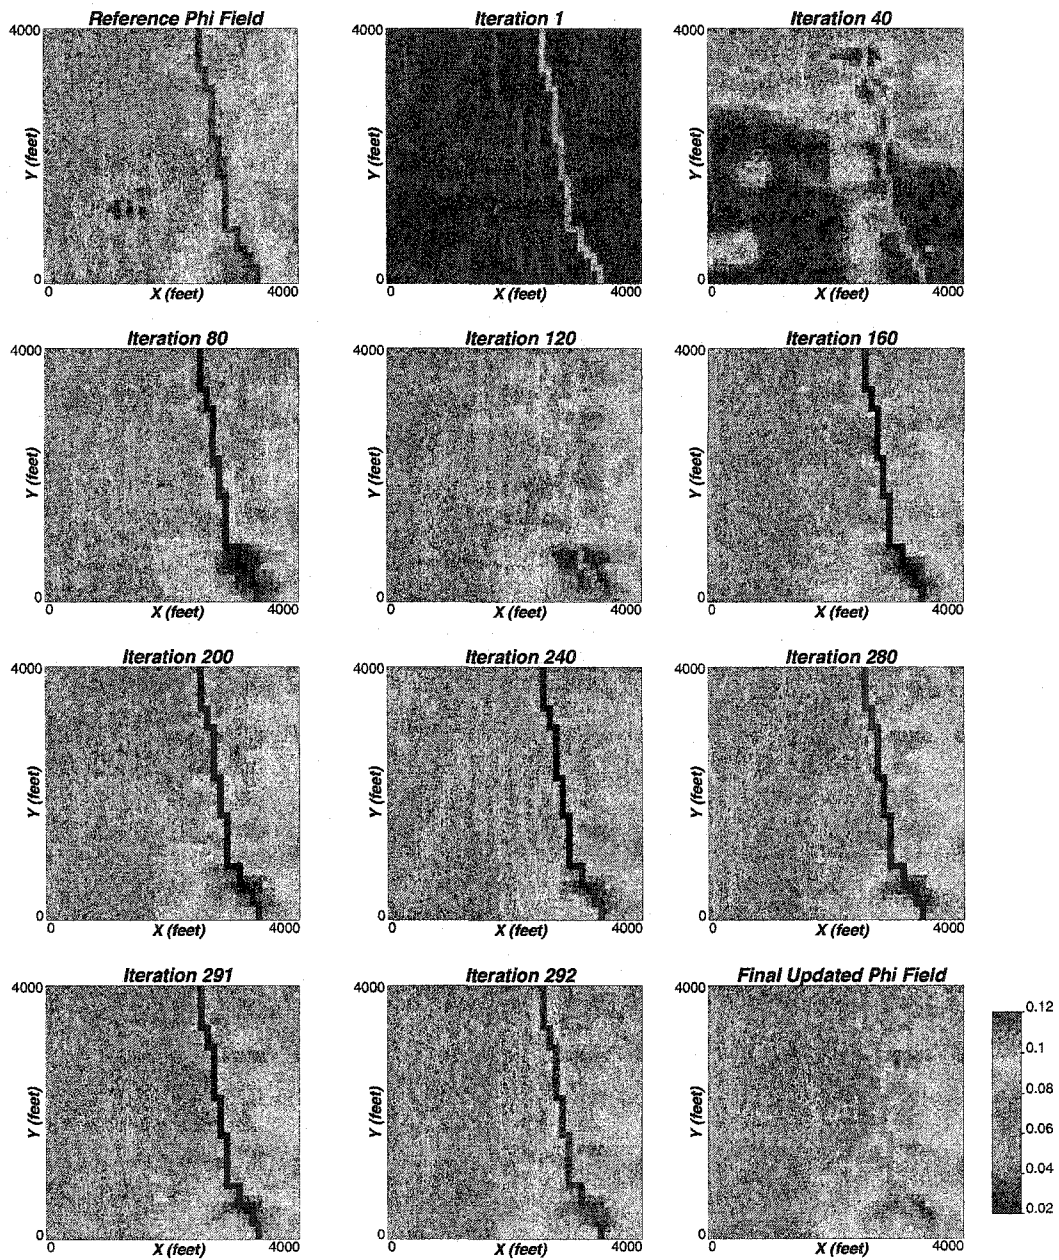 Reference Phi Field
Iteration 1
Iteration 40
4000
Y (feet)
0
0
X (feet)
4000
4000
Y (feet)
0
0
X (feet)
4000
4000
Y (feet)
0
0
X (feet)
4000
Iteration 80
Iteration 120
Iteration 160
4000
Y (feet)
0
0
X (feet)
4000
4000
Y (feet)
0
0
X (feet)
4000
4000
Y (feet)
0
0
X (feet)
4000
Iteration 200
Iteration 240
Iteration 280
4000
Y (feet)
0
0
X (feet)
4000
4000
Y (feet)
0
0
X (feet)
4000
4000
Y (feet)
0
0
X (feet)
4000
Iteration 291
Iteration 292
Final Updated Phi Field
4000
Y (feet)
0
0
X (feet)
4000
4000
Y (feet)
0
0
X (feet)
4000
4000
Y (feet)
0
0
X (feet)
4000
0.12
0.1
0.08
0.06
0.04
0.02